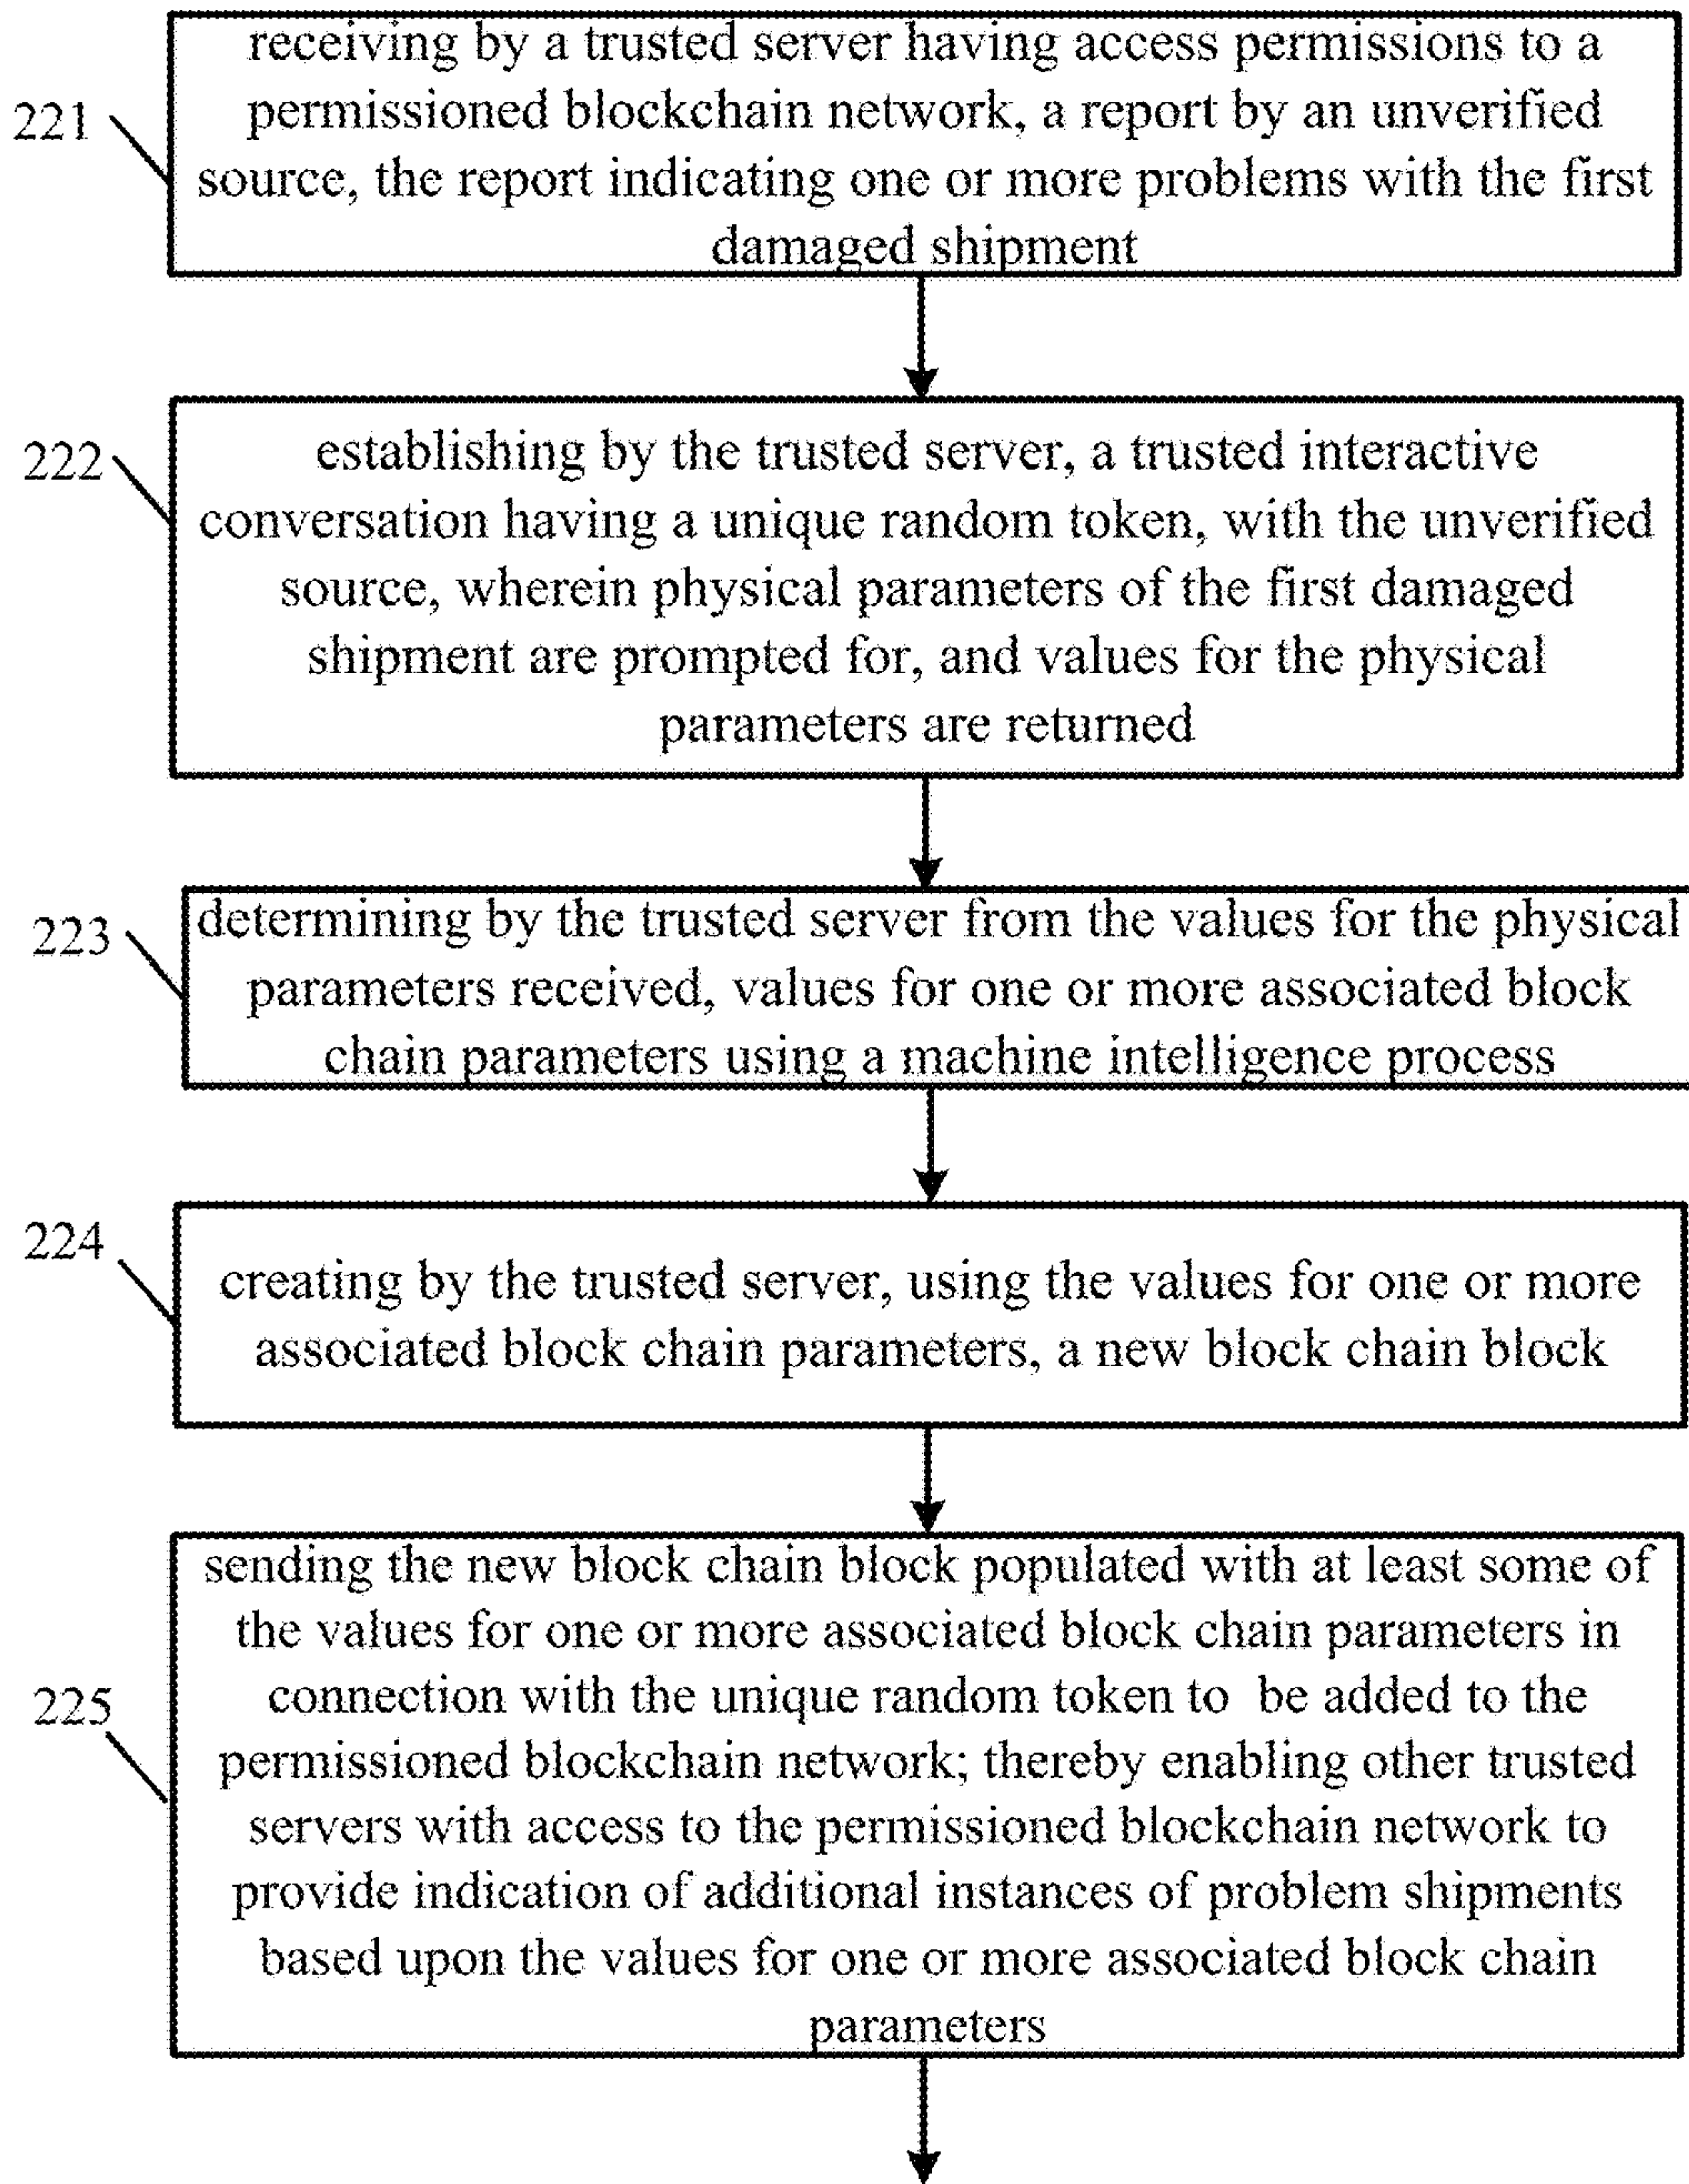 receiving by a trusted server having access permissions to a
221
permissioned blockchain network, a report by an unverified
source, the report indicating one or more problems with the first
damaged shipment
222
establishing by the trusted server, a trusted interactive
conversation having a unique random token, with the unverified
source, wherein physical parameters of the first damaged
shipment are prompted for, and values for the physical
parameters are returned
223
determining by the trusted server from the values for the physical
parameters received, values for one or more associated block
chain parameters using a machine intelligence process
224
creating by the trusted server, using the values for one or more
associated block chain parameters, a new block chain block
225
sending the new block chain block populated with at least some of
the values for one or more associated block chain parameters in
connection with the unique random token to be added to the
permissioned blockchain network; thereby enabling other trusted
servers with access to the permissioned blockchain network to
provide indication of additional instances of problem shipments
based upon the values for one or more associated block chain
parameters